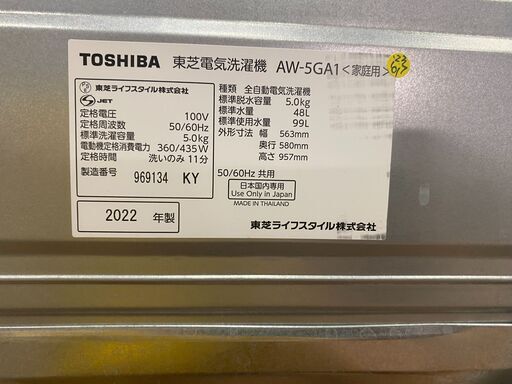 TOSHIBA 東芝電気洗濯機 AW-5GA1<家庭用>
東芝ライフスタイル株式会社
S-JET
定格電圧 100V
定格周波数 50/60Hz
標準洗濯容量 5.0kg
電動機定格消費電力 360/435W
定格時間 洗いのみ 11分
製造番号 969134 KY
2022 年製
種類 全自動電気洗濯機
標準脱水容量 5.0kg
標準水量 48L
標準使用水量 99L
外形寸法 幅 563mm
奥行 580mm
高さ 957mm
50/60Hz 共用
日本国内専用
Use Only in Japan
MADE IN THAILAND
東芝ライフスタイル株式会社